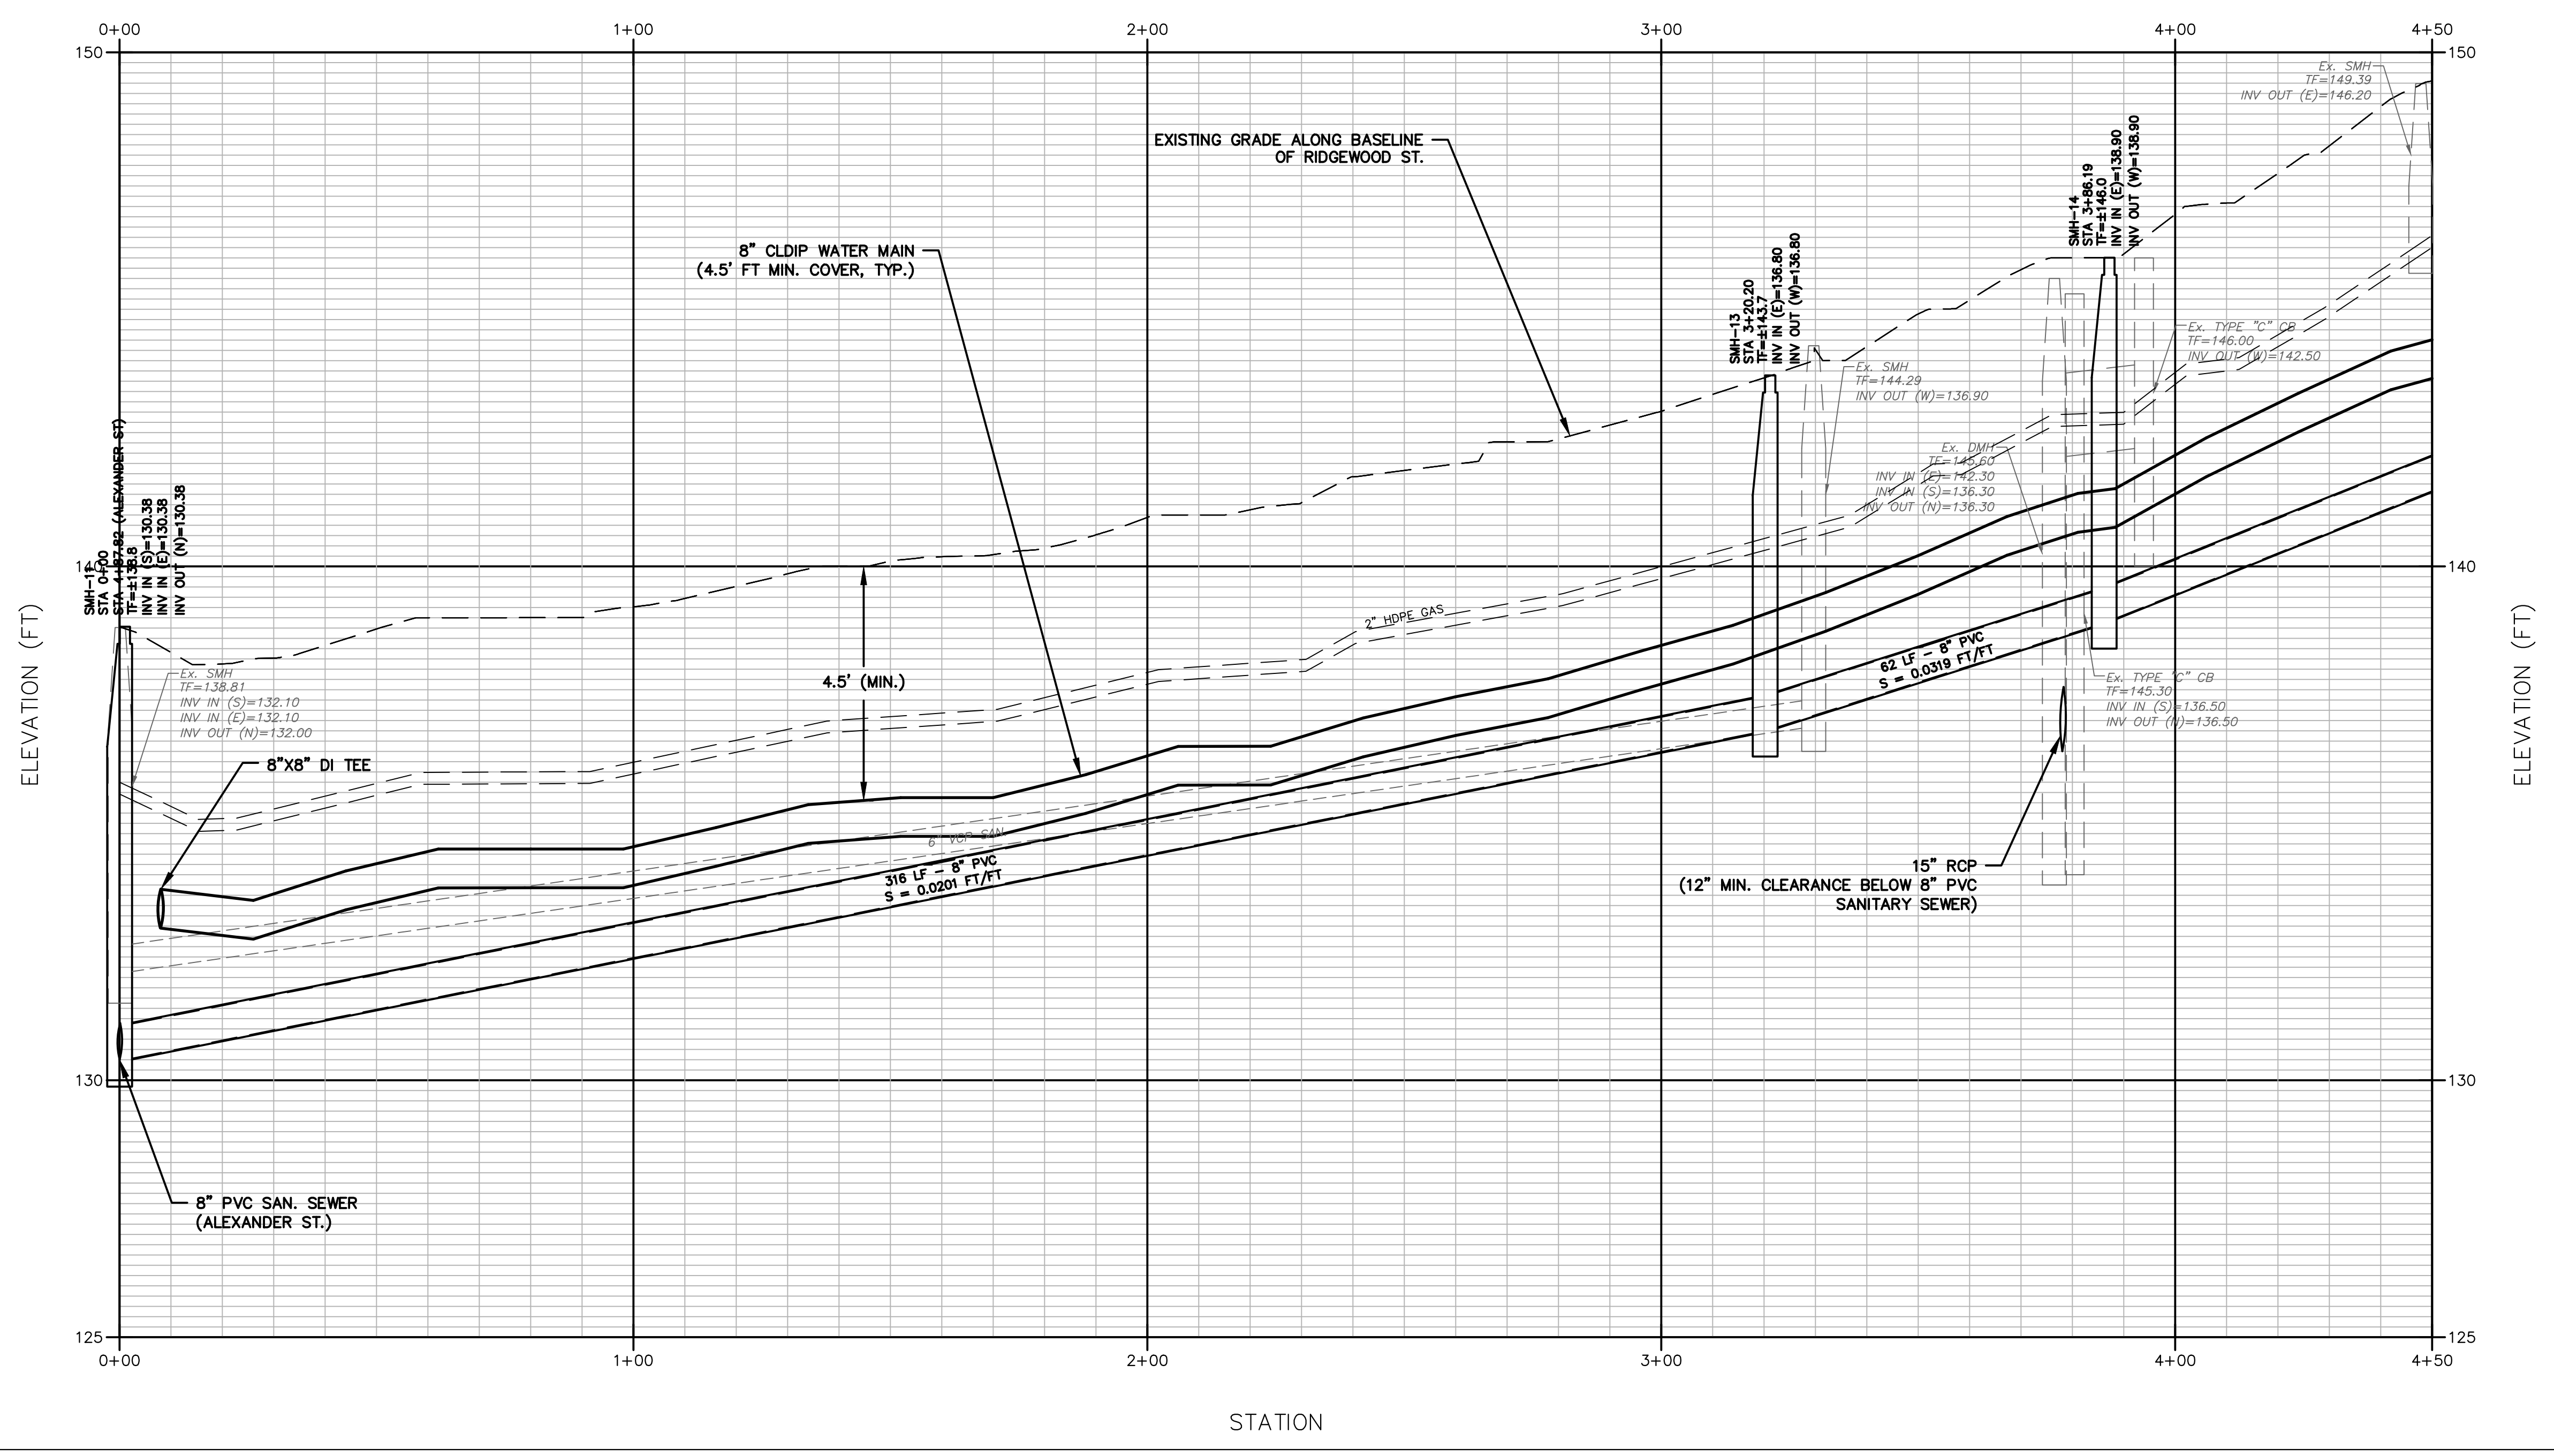 0+00
1+00
2+00
3+00
4+00
4+50
150
150
Ex. SMH
TF=149.39
INV OUT (E)=146.20
EXISTING GRADE ALONG BASELINE
OF RIDGEWOOD ST.
SMH-14
STA 3+86.19
TF=±146.0
INV IN (E)=138.90
INV OUT (W)=138.90
8" CLDIP WATER MAIN
(4.5' FT MIN. COVER, TYP.)
SMH-13
STA 3+20.20
TF=±143.7
INV IN (E)=136.80
INV OUT (W)=136.80
Ex. TYPE "C" CB
TF=146.00
INV OUT (W)=142.50
Ex. SMH
TF=144.29
INV OUT (W)=136.90
Ex. DMH
TF=145.60
INV IN (E)=142.30
INV IN (S)=136.30
INV OUT (N)=136.30
STA 0+00
TF=±138.8
INV IN (S)=130.38
INV IN (E)=130.38
INV OUT (N)=130.38
140
140
2" HDPE GAS
62 LF - 8" PVC
S = 0.0319 FT/FT
4.5' (MIN.)
Ex. SMH
TF=138.81
INV IN (S)=132.10
INV IN (E)=132.10
INV OUT (N)=132.00
Ex. TYPE "C" CB
TF=145.30
INV IN (S)=136.50
INV OUT (N)=136.50
ELEVATION (FT)
ELEVATION (FT)
8"X8" DI TEE
6" VCP SAN.
316 LF - 8" PVC
S = 0.0201 FT/FT
15" RCP
(12" MIN. CLEARANCE BELOW 8" PVC
SANITARY SEWER)
130
130
8" PVC SAN. SEWER
(ALEXANDER ST.)
125
125
0+00
1+00
2+00
3+00
4+00
4+50
STATION